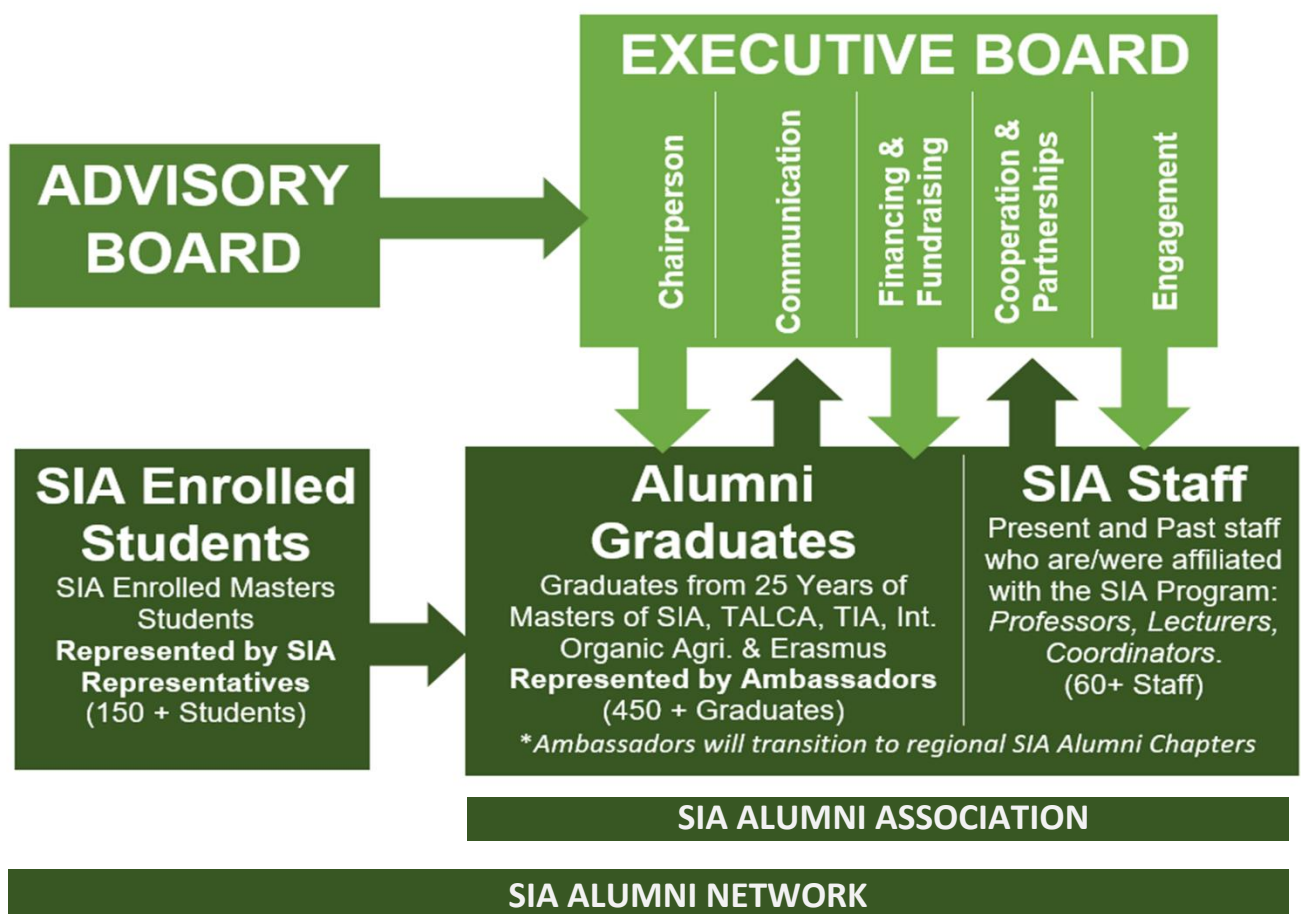 EXECUTIVE BOARD
Chairperson
Communication
Financing &
Fundraising
Cooperation &
Partnerships
Engagement
ADVISORY
BOARD
SIA Enrolled
Students
SIA Enrolled Masters
Students
Represented by SIA
Representatives
(150 + Students)
Alumni
Graduates
Graduates from 25 Years of
Masters of SIA, TALCA, TIA, Int.
Organic Agri. & Erasmus
Represented by Ambassadors
(450 + Graduates)
SIA Staff
Present and Past staff
who are/were affiliated
with the SIA Program:
Professors, Lecturers,
Coordinators.
(60+ Staff)
*Ambassadors will transition to regional SIA Alumni Chapters
SIA ALUMNI ASSOCIATION
SIA ALUMNI NETWORK